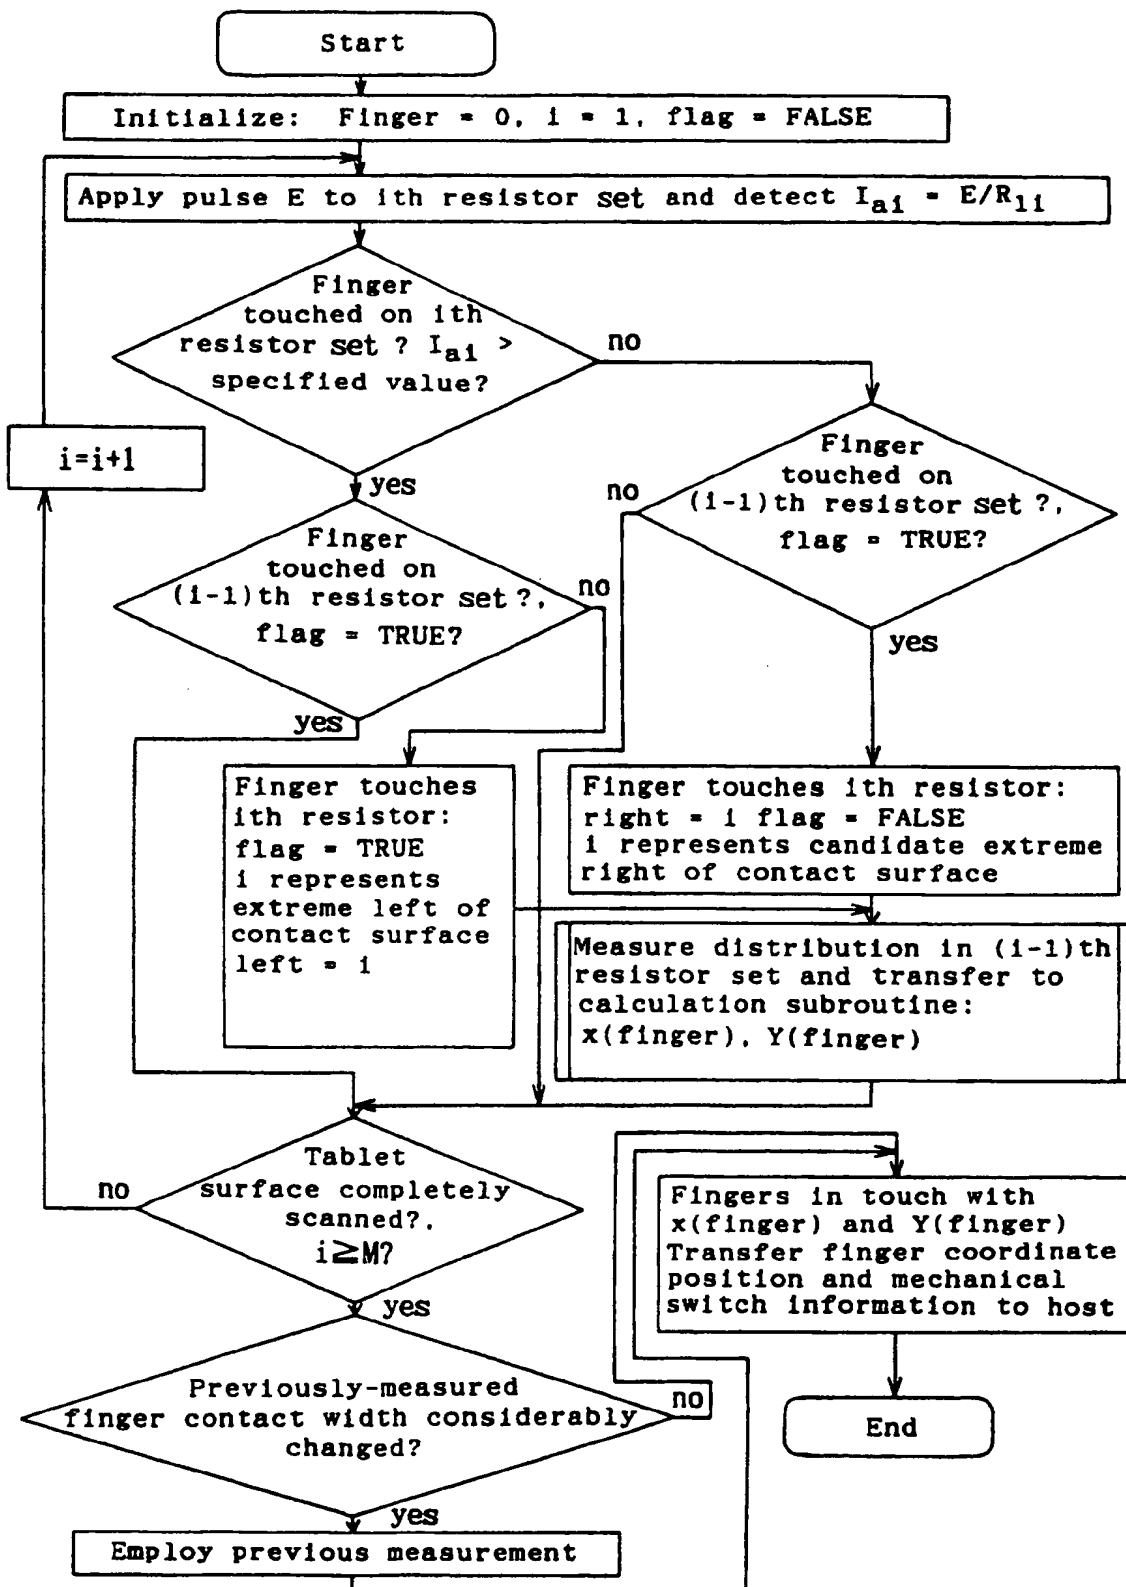 Start
Initialize: Finger = 0, i = 1, flag = FALSE
Apply pulse E to ith resistor set and detect Iai = E/R1i
Finger
touched on ith
resistor set ? Iai >
specified value?
no
yes
i=i+1
Finger
touched on
(i-1)th resistor set ?,
flag = TRUE?
no
yes
Finger
touched on
(i-1)th resistor set ?,
flag = TRUE?
no
yes
Finger touches
ith resistor:
flag = TRUE
i represents
extreme left of
contact surface
left = i
Finger touches ith resistor:
right = i flag = FALSE
i represents candidate extreme
right of contact surface
Measure distribution in (i-1)th
resistor set and transfer to
calculation subroutine:
x(finger), Y(finger)
Tablet
surface completely
scanned?,
i≧M?
no
yes
Fingers in touch with
x(finger) and Y(finger)
Transfer finger coordinate
position and mechanical
switch information to host
End
Previously-measured
finger contact width considerably
changed?
no
yes
Employ previous measurement